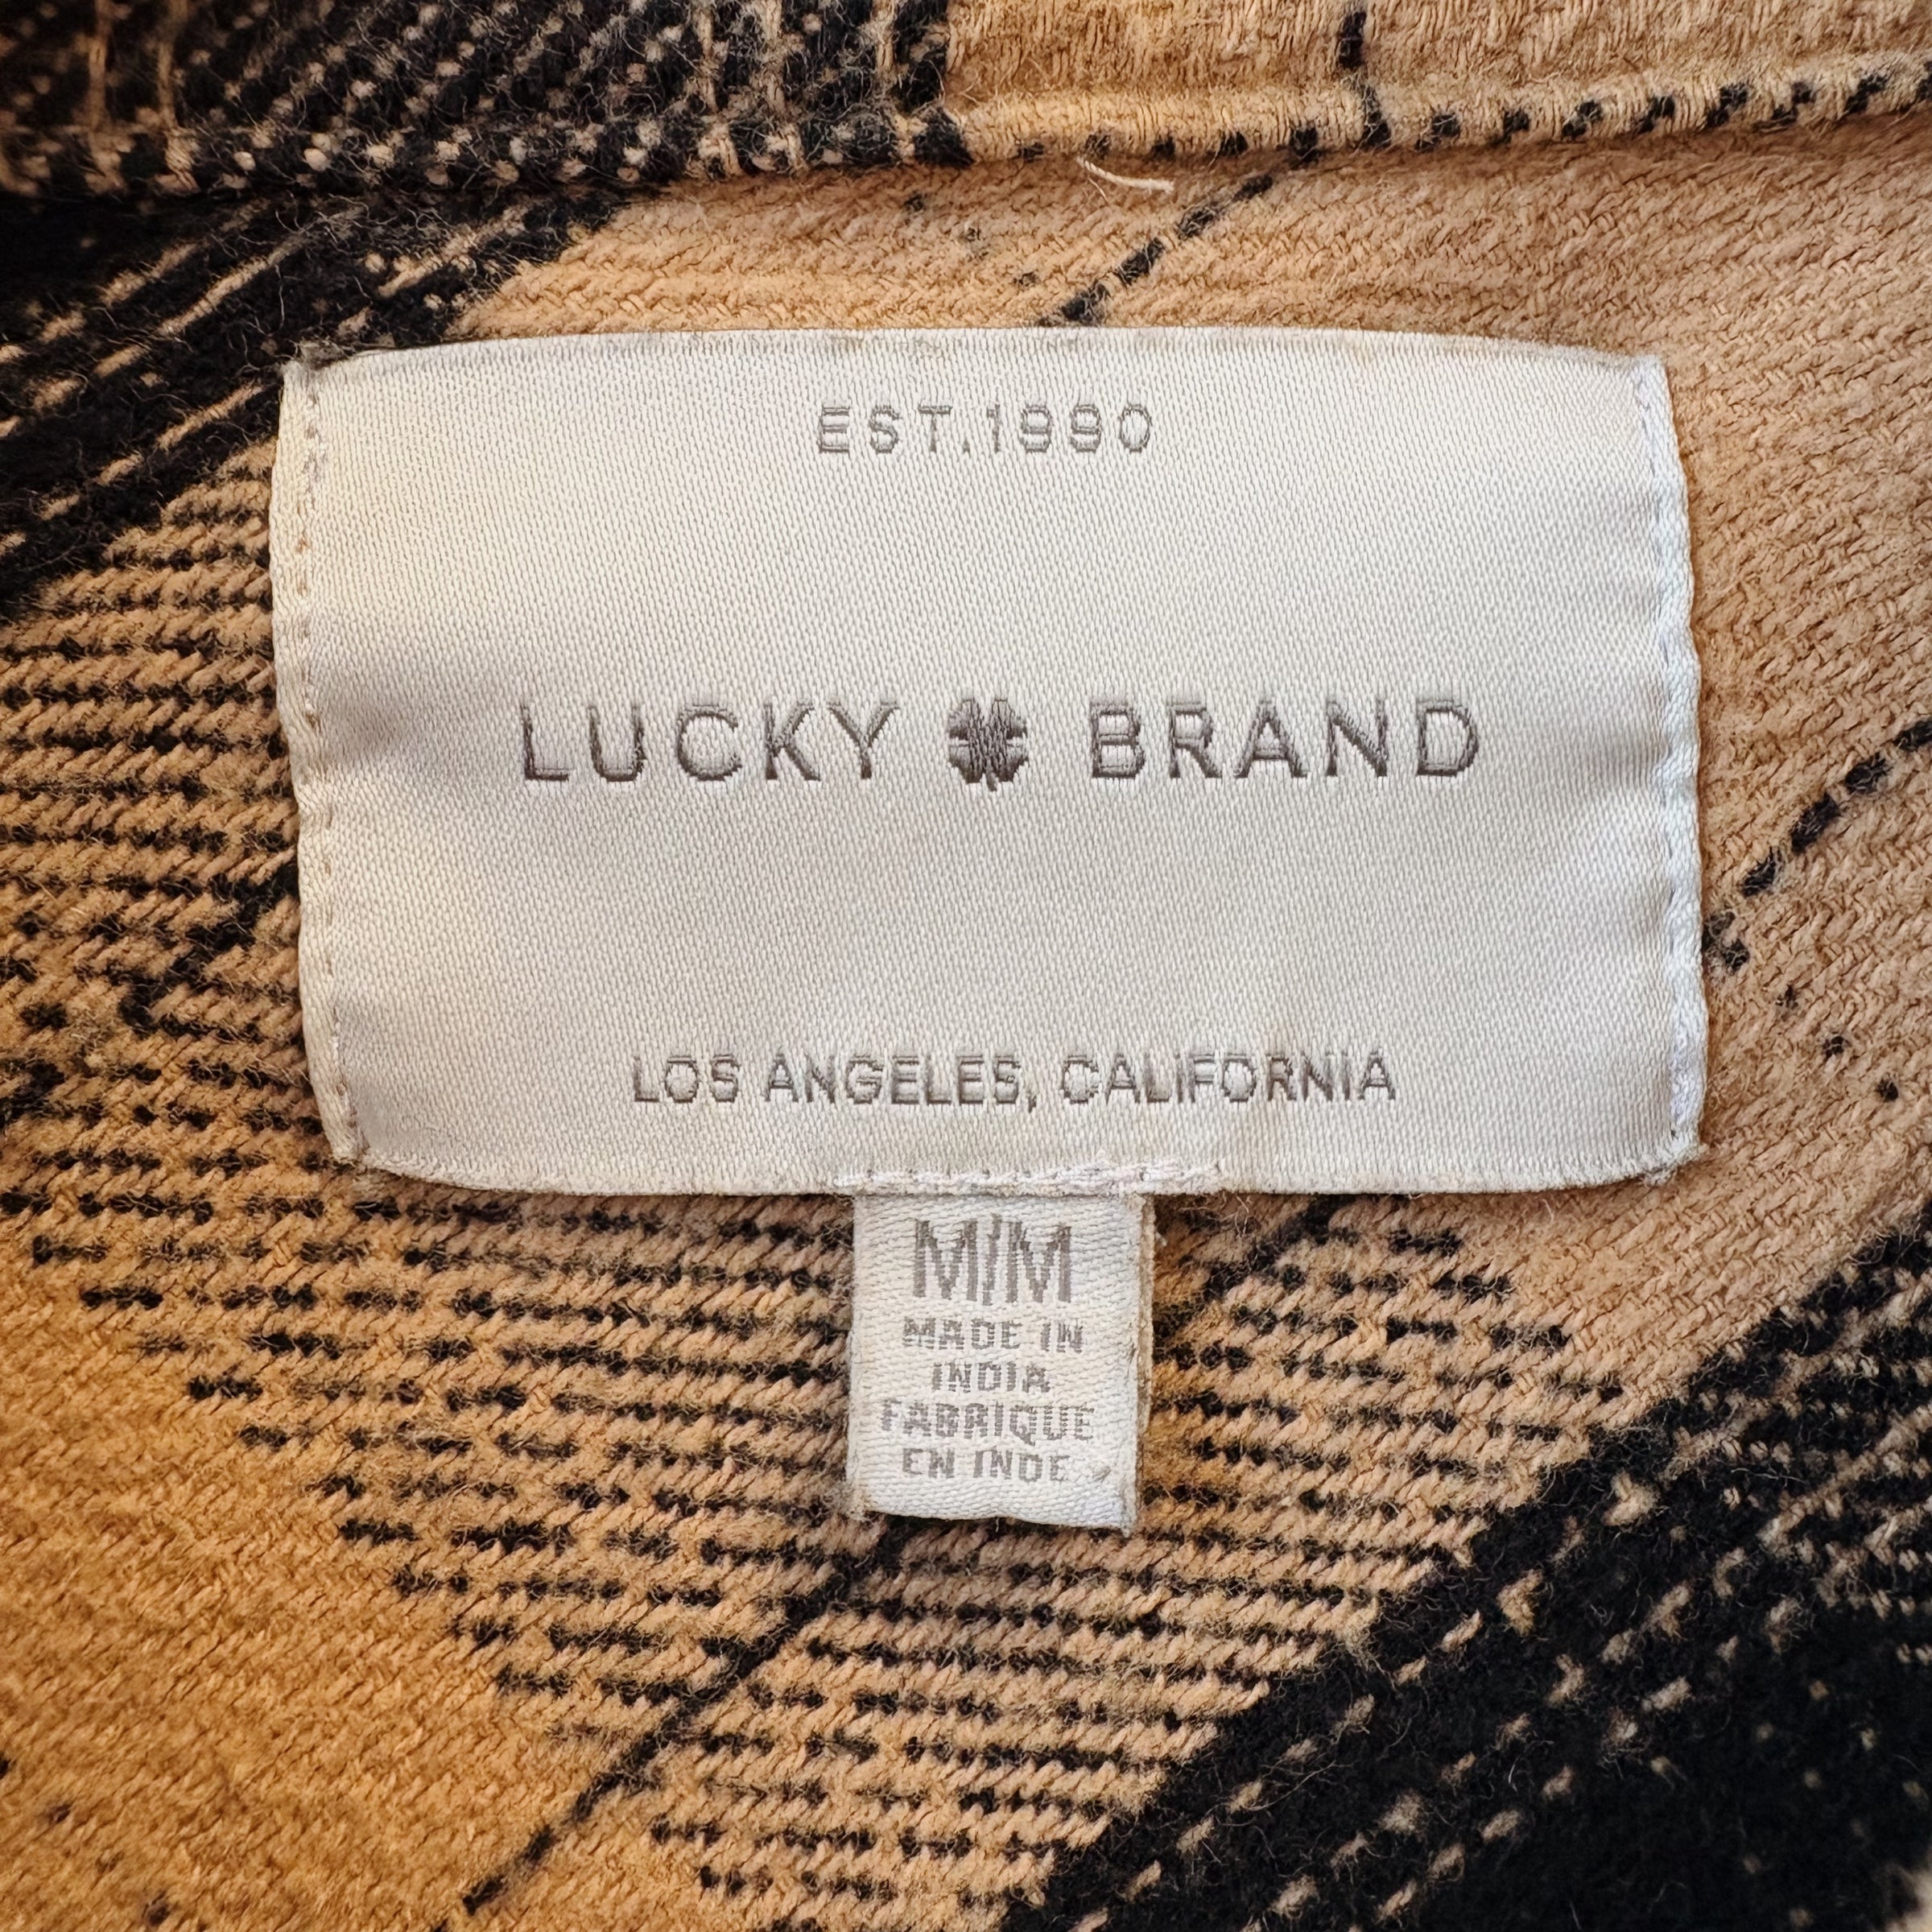 EST.1990
LUCKY BRAND
LOS ANGELES, CALIFORNIA
M/M
MADE IN
INDIA
FABRIQUE
EN INDE